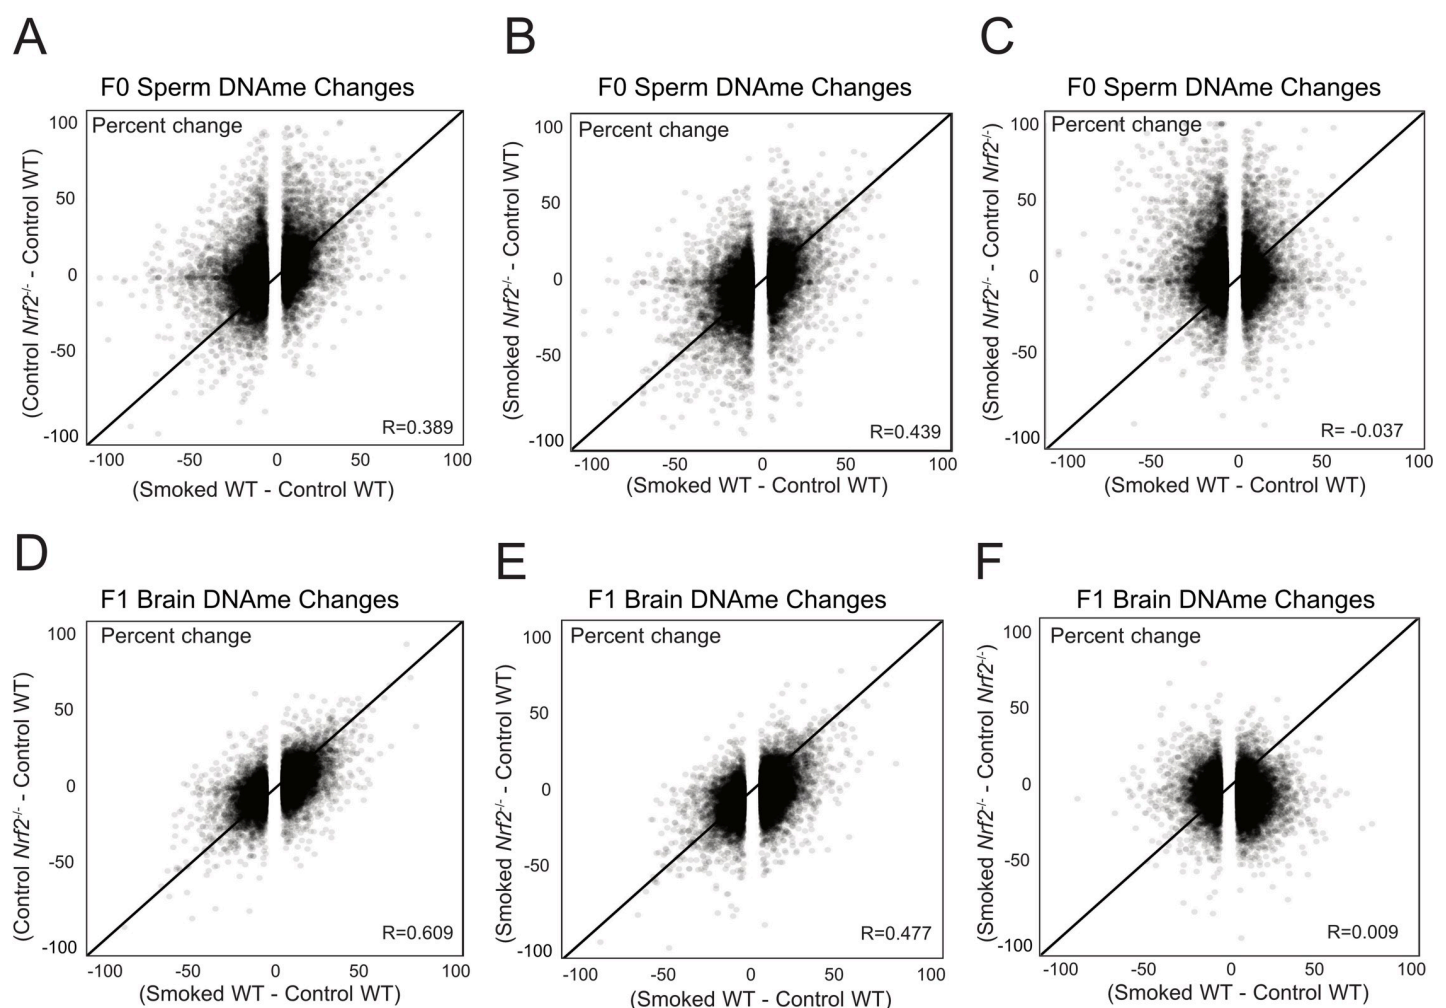 A
F0 Sperm DNAme Changes
Percent change
(Control Nrf2-/- - Control WT)
100
50
0
-50
-100
R=0.389
-100 -50 0 50 100
(Smoked WT - Control WT)
B
F0 Sperm DNAme Changes
Percent change
(Smoked Nrf2-/- - Control WT)
100
50
0
-50
-100
R=0.439
-100 -50 0 50 100
(Smoked WT - Control WT)
C
F0 Sperm DNAme Changes
Percent change
(Smoked Nrf2-/- - Control Nrf2-/-)
100
50
0
-50
-100
R= -0.037
-100 -50 0 50 100
(Smoked WT - Control WT)
D
F1 Brain DNAme Changes
Percent change
(Control Nrf2-/- - Control WT)
100
50
0
-50
-100
R=0.609
-100 -50 0 50 100
(Smoked WT - Control WT)
E
F1 Brain DNAme Changes
Percent change
(Smoked Nrf2-/- - Control WT)
100
50
0
-50
-100
R=0.477
-100 -50 0 50 100
(Smoked WT - Control WT)
F
F1 Brain DNAme Changes
Percent change
(Smoked Nrf2-/- - Control Nrf2-/-)
100
50
0
-50
-100
R=0.009
-100 -50 0 50 100
(Smoked WT - Control WT)